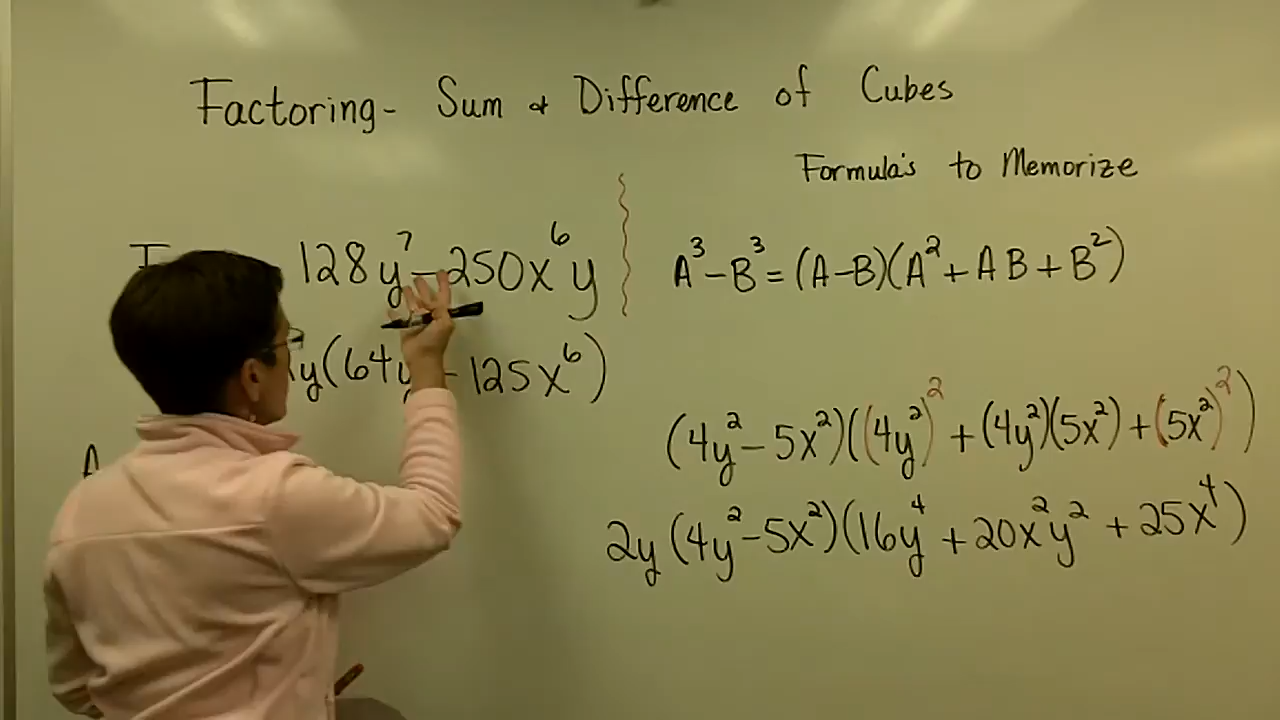 Factoring - Sum & Difference of Cubes
Formula's to Memorize
128y⁷ - 250x⁶y
A³ - B³ = (A - B)(A² + AB + B²)
y(64y - 125x⁶)
(4y² - 5x²)((4y²)² + (4y²)(5x²) + (5x²)²)
2y(4y² - 5x²)(16y⁴ + 20x²y² + 25x⁴)